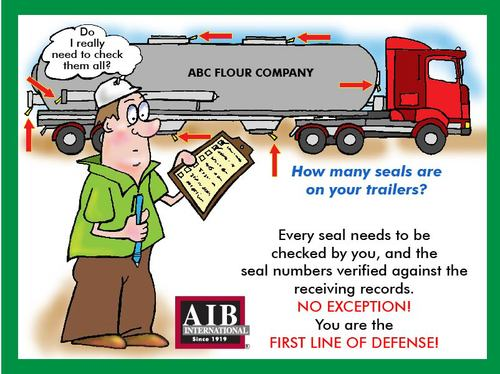 Do
I really
need to check
them all?
ABC FLOUR COMPANY
How many seals are
on your trailers?
Every seal needs to be
checked by you, and the
seal numbers verified against the
receiving records.
NO EXCEPTION!
You are the
FIRST LINE OF DEFENSE!
AIB
INTERNATIONAL
Since 1919
®